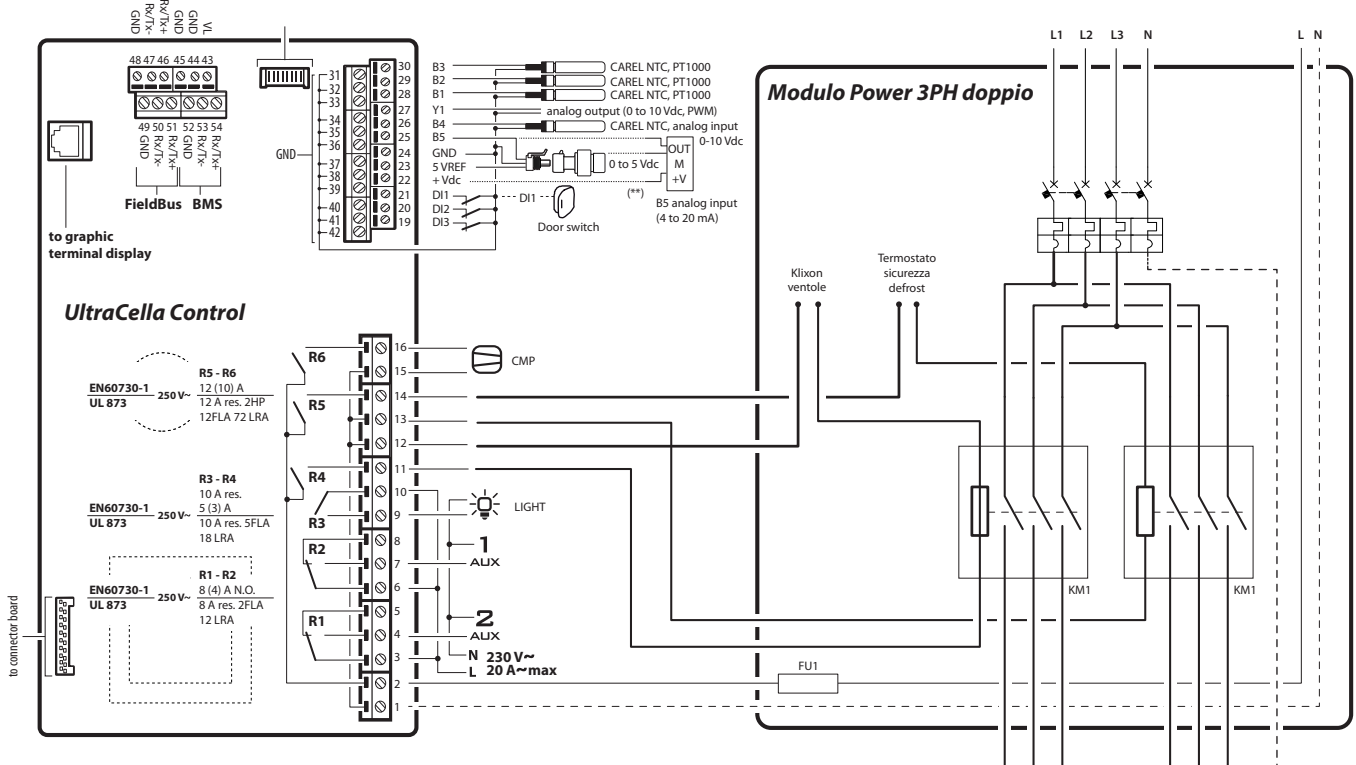 GND
Rx/Tx-
Rx/Tx+
GND
GND
VL
48 47 46 45 44 43
49 50 51 52 53 54
GND
Rx/Tx-
Rx/Tx+
GND
Rx/Tx-
Rx/Tx+
FieldBus BMS
to graphic
terminal display
UltraCella Control
GND
31
32
33
34
35
36
37
38
39
40
41
42
30
29
28
27
26
25
24
23
22
21
20
19
B3 CAREL NTC, PT1000
B2 CAREL NTC, PT1000
B1 CAREL NTC, PT1000
Y1 analog output (0 to 10 Vdc, PWM)
B4 CAREL NTC, analog input
B5 0-10 Vdc
GND
5 VREF 0 to 5 Vdc
+ Vdc
OUT
M
+V
(**)
B5 analog input
(4 to 20 mA)
DI1 DI1
DI2
DI3
Door switch
R5 - R6
EN60730-1
UL 873
250 V~
12 (10) A
12 A res. 2HP
12FLA 72 LRA
R3 - R4
10 A res.
EN60730-1
UL 873
250 V~
5 (3) A
10 A res. 5FLA
18 LRA
R1 - R2
EN60730-1
UL 873
250 V~
8 (4) A N.O.
8 A res. 2FLA
12 LRA
to connector board
R6
R5
R4
R3
R2
R1
16
15
14
13
12
11
10
9
8
7
6
5
4
3
2
1
CMP
LIGHT
1
AUX
2
AUX
N 230 V~
L 20 A~max
L1 L2 L3 N L N
Modulo Power 3PH doppio
Klixon
ventole
Termostato
sicurezza
defrost
KM1
KM1
FU1